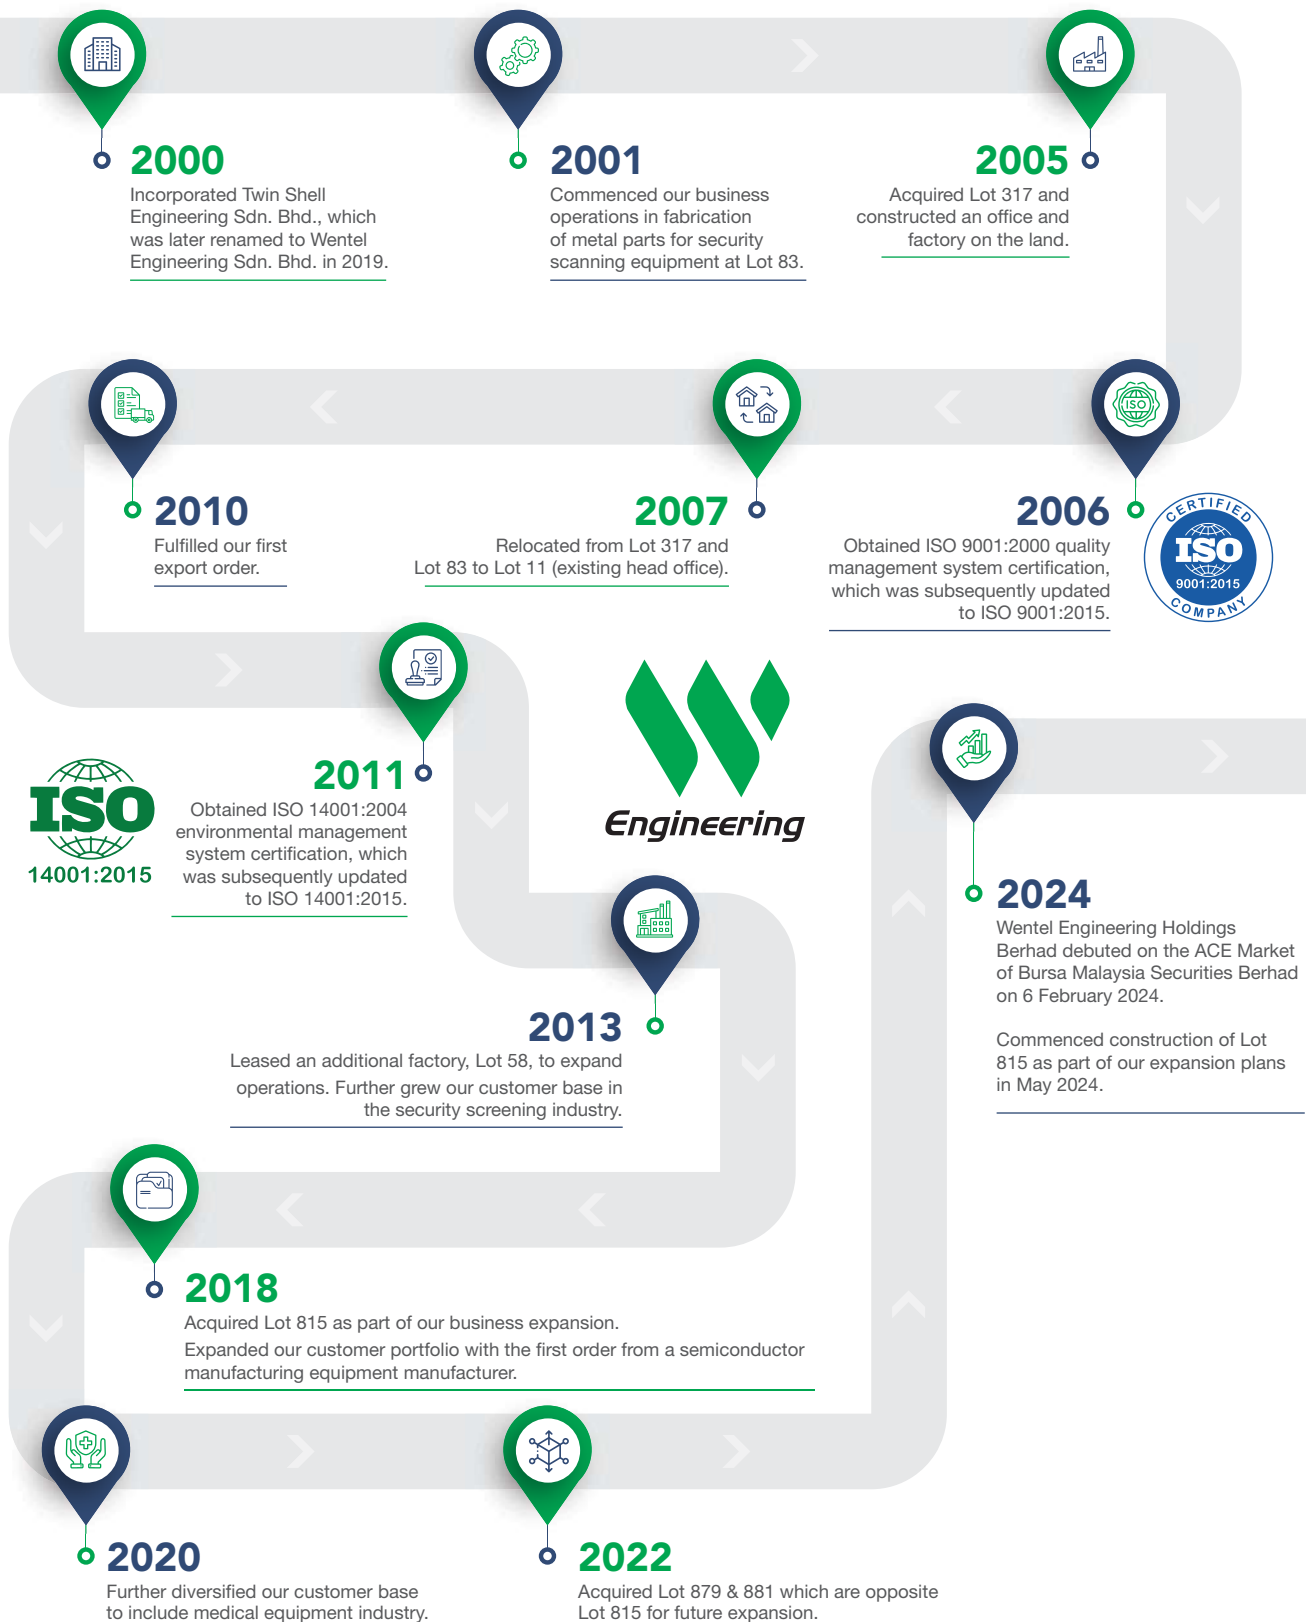 2000
Incorporated Twin Shell
Engineering Sdn. Bhd., which
was later renamed to Wentel
Engineering Sdn. Bhd. in 2019.
2001
Commenced our business
operations in fabrication
of metal parts for security
scanning equipment at Lot 83.
2005
Acquired Lot 317 and
constructed an office and
factory on the land.
ISO
2006
Obtained ISO 9001:2000 quality
management system certification,
which was subsequently updated
to ISO 9001:2015.
CERTIFIED
ISO
9001:2015
COMPANY
2007
Relocated from Lot 317 and
Lot 83 to Lot 11 (existing head office).
2010
Fulfilled our first
export order.
2011
Obtained ISO 14001:2004
environmental management
system certification, which
was subsequently updated
to ISO 14001:2015.
ISO
14001:2015
Engineering
2013
Leased an additional factory, Lot 58, to expand
operations. Further grew our customer base in
the security screening industry.
2018
Acquired Lot 815 as part of our business expansion.
Expanded our customer portfolio with the first order from a semiconductor
manufacturing equipment manufacturer.
2020
Further diversified our customer base
to include medical equipment industry.
2022
Acquired Lot 879 & 881 which are opposite
Lot 815 for future expansion.
2024
Wentel Engineering Holdings
Berhad debuted on the ACE Market
of Bursa Malaysia Securities Berhad
on 6 February 2024.
Commenced construction of Lot
815 as part of our expansion plans
in May 2024.